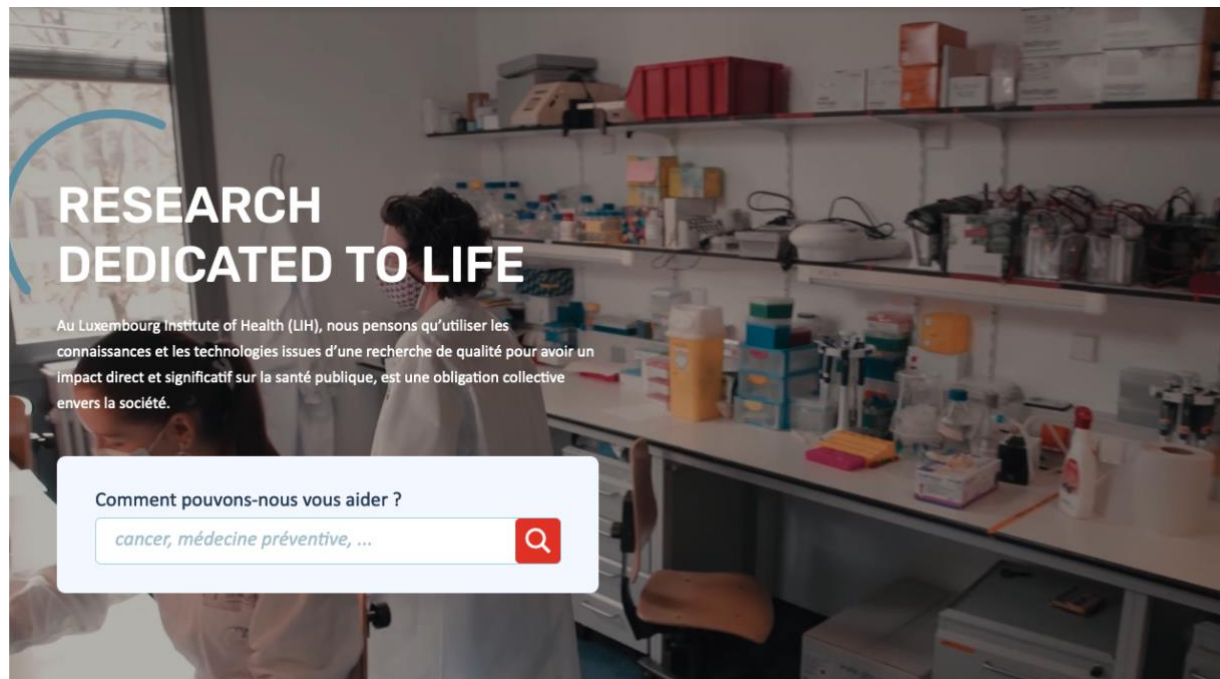 RESEARCH
DEDICATED TO LIFE
Au Luxembourg Institute of Health (LIH), nous pensons qu’utiliser les
connaissances et les technologies issues d’une recherche de qualité pour avoir un
impact direct et significatif sur la santé publique, est une obligation collective
envers la société.
Comment pouvons-nous vous aider ?
cancer, médecine préventive, ...